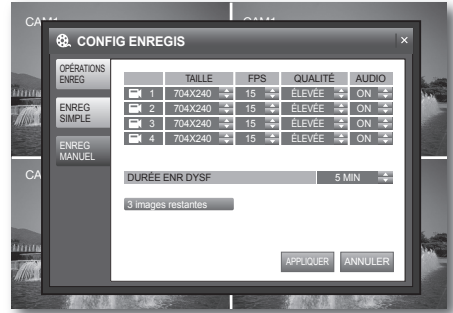 CAM1
CONFIG ENREGIS
×
OPÉRATIONS
ENREG
ENREG
SIMPLE
ENREG
MANUEL
TAILLE FPS QUALITÉ AUDIO
1 704X240 15 ÉLEVÉE ON
2 704X240 15 ÉLEVÉE ON
3 704X240 15 ÉLEVÉE ON
4 704X240 15 ÉLEVÉE ON
DURÉE ENR DYSF 5 MIN
3 images restantes
APPLIQUER ANNULER
CA